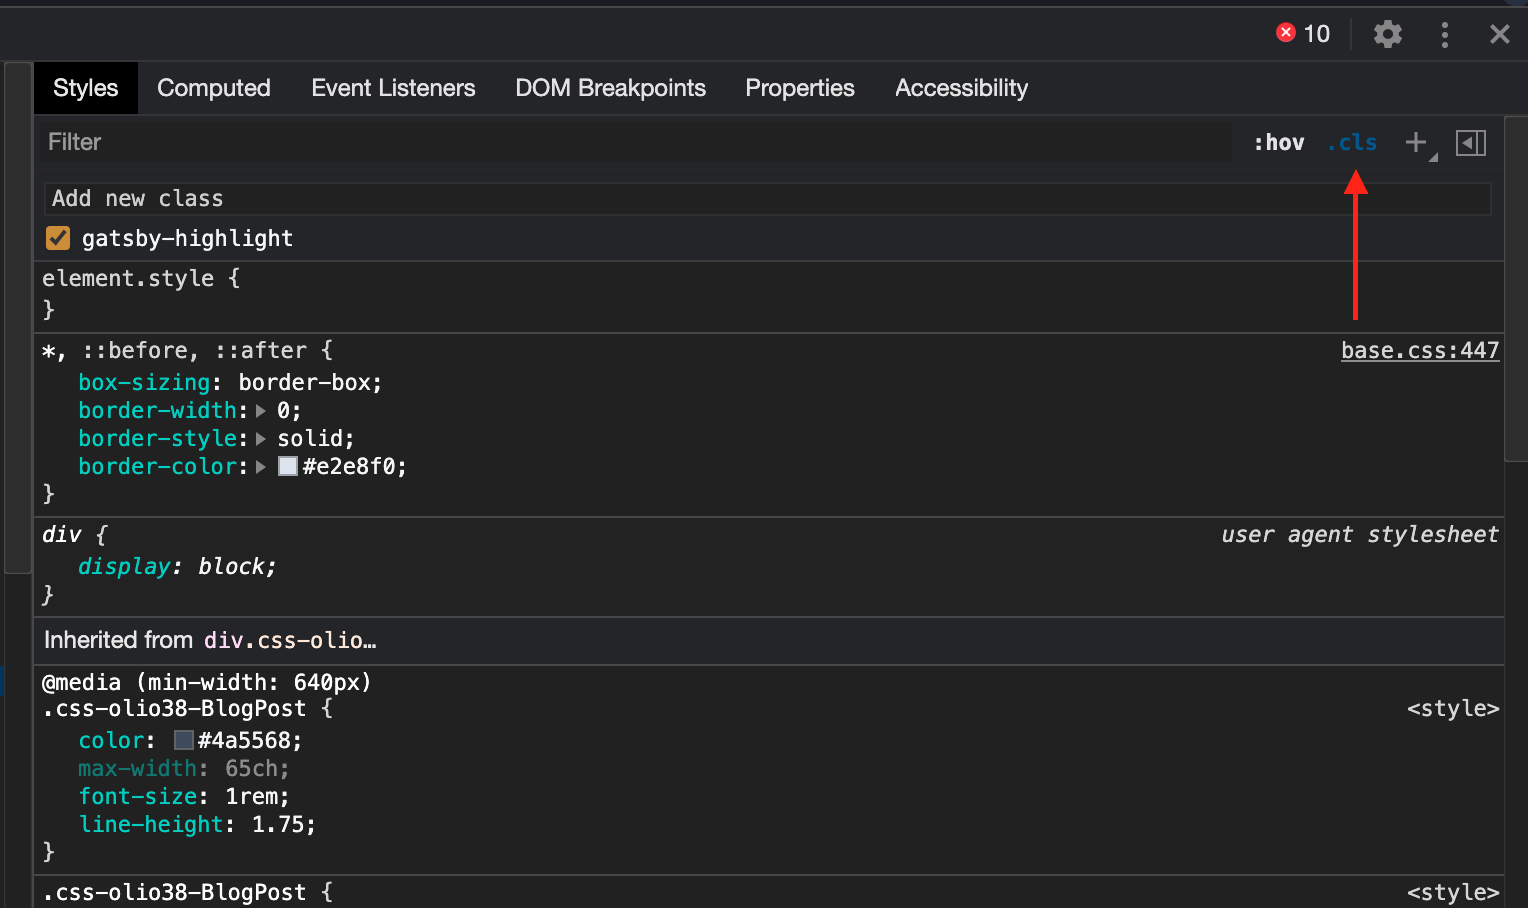 10
Styles Computed Event Listeners DOM Breakpoints Properties Accessibility
Filter :hov .cls
Add new class
gatsby-highlight
element.style {
}
*, ::before, ::after { base.css:447
box-sizing: border-box;
border-width: 0;
border-style: solid;
border-color: #e2e8f0;
}
div { user agent stylesheet
display: block;
}
Inherited from div.css-olio…
@media (min-width: 640px)
.css-olio38-BlogPost { <style>
color: #4a5568;
max-width: 65ch;
font-size: 1rem;
line-height: 1.75;
}
.css-olio38-BlogPost { <style>